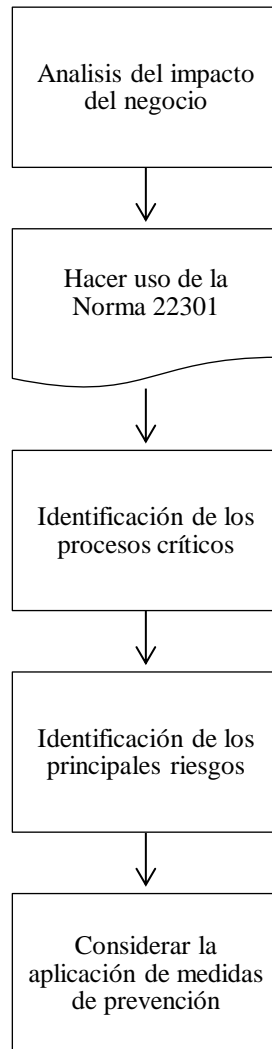 Analisis del impacto
del negocio
Hacer uso de la
Norma 22301
Identificación de los
procesos críticos
Identificación de los
principales riesgos
Considerar la
aplicación de medidas
de prevención